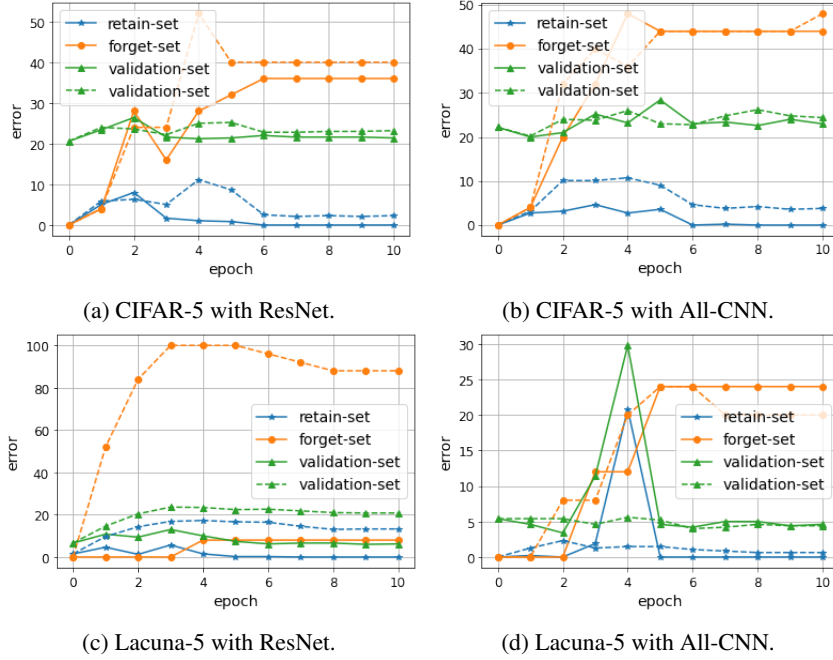 50
40
30
20
10
0
error
retain-set
forget-set
validation-set
validation-set
0 2 4 6 8 10
epoch
(a) CIFAR-5 with ResNet.
50
40
30
20
10
0
error
retain-set
forget-set
validation-set
validation-set
0 2 4 6 8 10
epoch
(b) CIFAR-5 with All-CNN.
100
80
60
40
20
0
error
retain-set
forget-set
validation-set
validation-set
0 2 4 6 8 10
epoch
(c) Lacuna-5 with ResNet.
30
25
20
15
10
5
0
error
retain-set
forget-set
validation-set
validation-set
0 2 4 6 8 10
epoch
(d) Lacuna-5 with All-CNN.